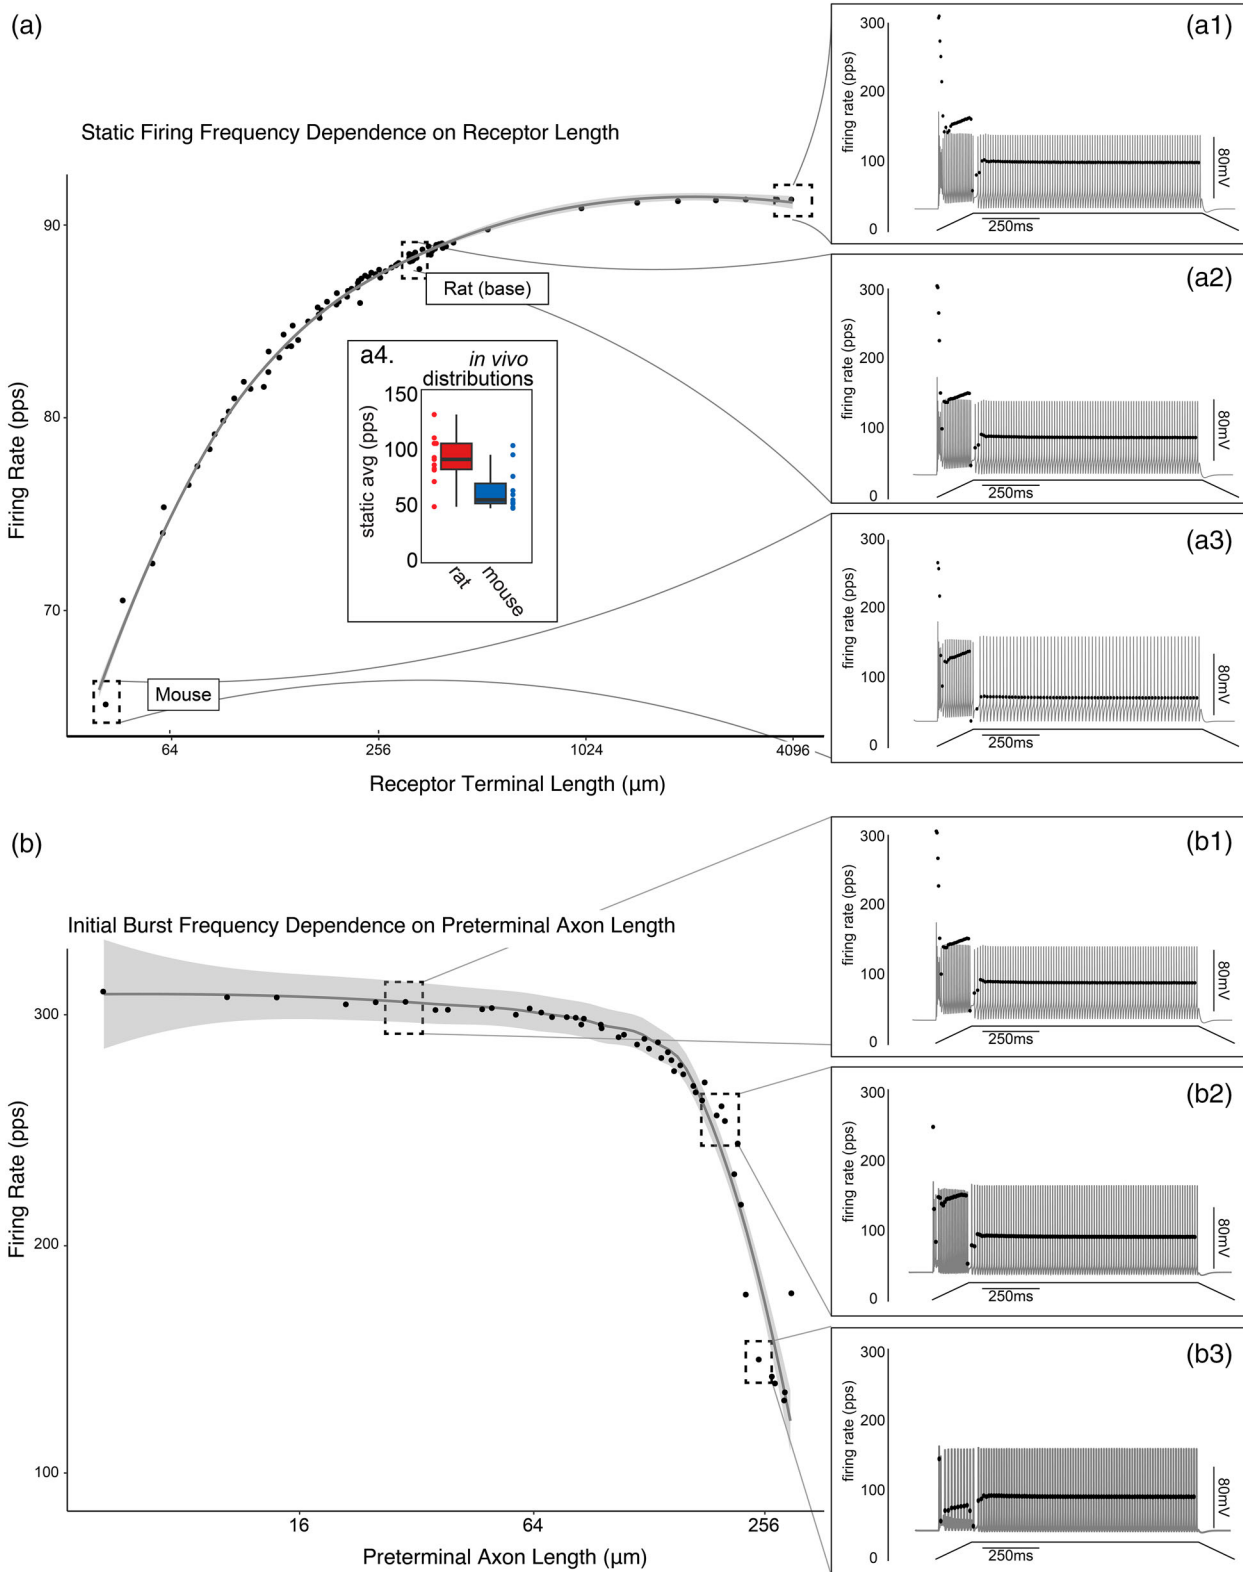 (a)
Static Firing Frequency Dependence on Receptor Length
Firing Rate (pps)
90
80
70
64
256
1024
4096
Receptor Terminal Length (µm)
Rat (base)
Mouse
a4.
in vivo
distributions
static avg (pps)
150
100
50
0
rat
mouse
(a1)
firing rate (pps)
300
200
100
0
80mV
250ms
(a2)
firing rate (pps)
300
200
100
0
80mV
250ms
(a3)
firing rate (pps)
300
200
100
0
80mV
250ms
(b)
Initial Burst Frequency Dependence on Preterminal Axon Length
Firing Rate (pps)
300
200
100
16
64
256
Preterminal Axon Length (µm)
(b1)
firing rate (pps)
300
200
100
0
80mV
250ms
(b2)
firing rate (pps)
300
200
100
0
80mV
250ms
(b3)
firing rate (pps)
300
200
100
0
80mV
250ms